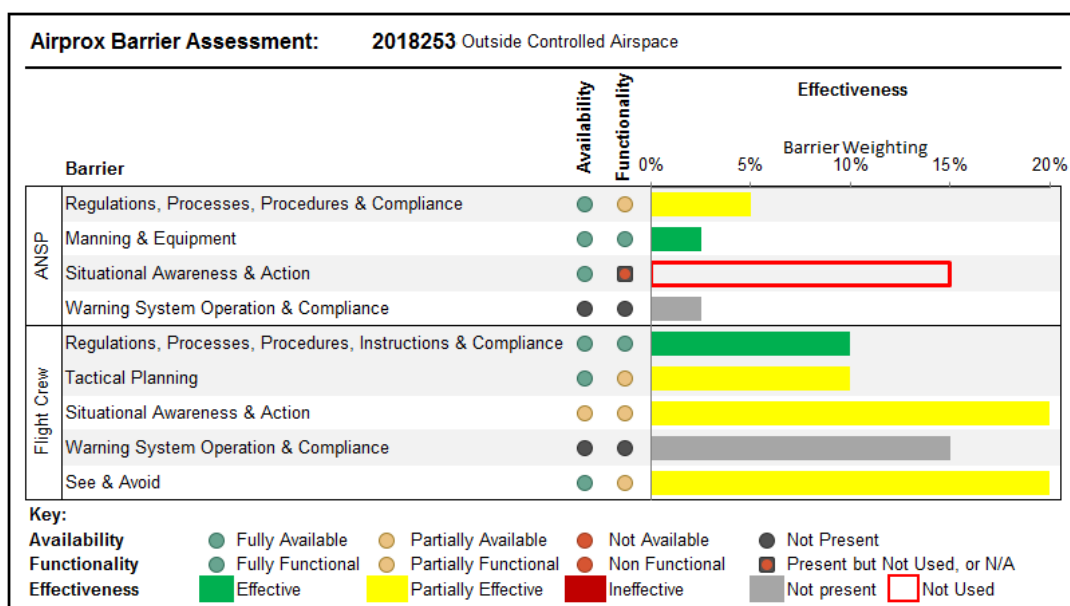 Airprox Barrier Assessment: 2018253 Outside Controlled Airspace
Availability
Functionality
Effectiveness
Barrier
Barrier Weighting
0% 5% 10% 15% 20%
ANSP
Regulations, Processes, Procedures & Compliance
Manning & Equipment
Situational Awareness & Action
Warning System Operation & Compliance
Flight Crew
Regulations, Processes, Procedures, Instructions & Compliance
Tactical Planning
Situational Awareness & Action
Warning System Operation & Compliance
See & Avoid
Key:
Availability Fully Available Partially Available Not Available Not Present
Functionality Fully Functional Partially Functional Non Functional Present but Not Used, or N/A
Effectiveness Effective Partially Effective Ineffective Not present Not Used